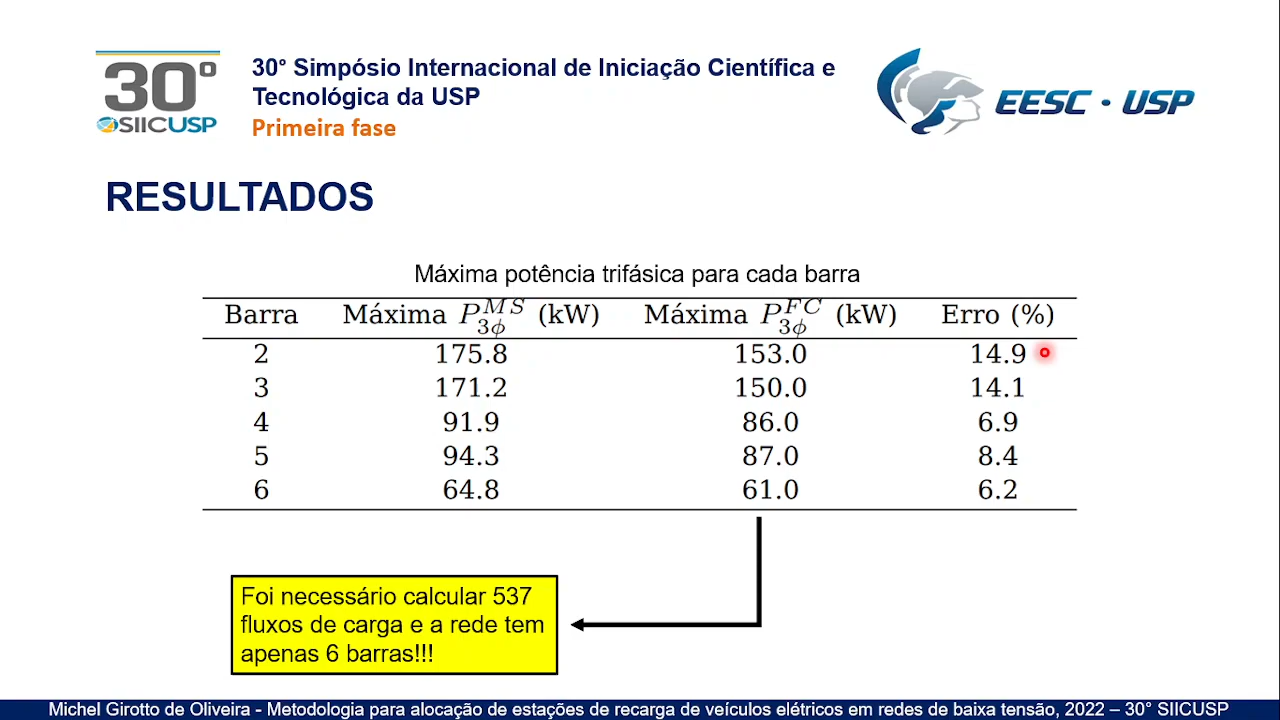 30º
SIICUSP
30° Simpósio Internacional de Iniciação Científica e
Tecnológica da USP
Primeira fase
EESC · USP
RESULTADOS
Máxima potência trifásica para cada barra
Barra Máxima P_{3ϕ}^{MS} (kW) Máxima P_{3ϕ}^{FC} (kW) Erro (%)
2 175.8 153.0 14.9
3 171.2 150.0 14.1
4 91.9 86.0 6.9
5 94.3 87.0 8.4
6 64.8 61.0 6.2
Foi necessário calcular 537
fluxos de carga e a rede tem
apenas 6 barras!!!
Michel Girotto de Oliveira - Metodologia para alocação de estações de recarga de veículos elétricos em redes de baixa tensão, 2022 – 30° SIICUSP